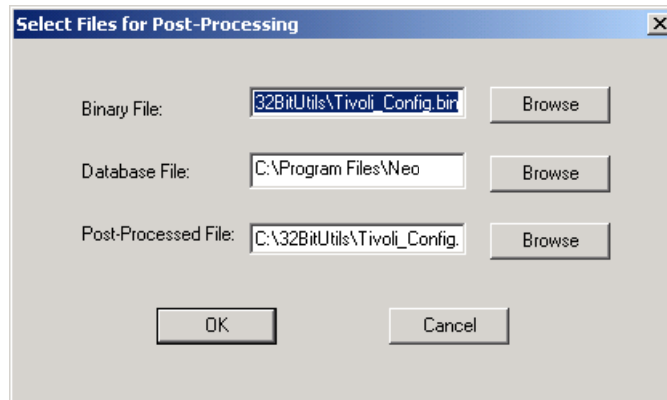 Select Files for Post-Processing
Binary File:
32BitUtils\Tivoli_Config.bin
Browse
Database File:
C:\Program Files\Neo
Browse
Post-Processed File:
C:\32BitUtils\Tivoli_Config.
Browse
OK
Cancel